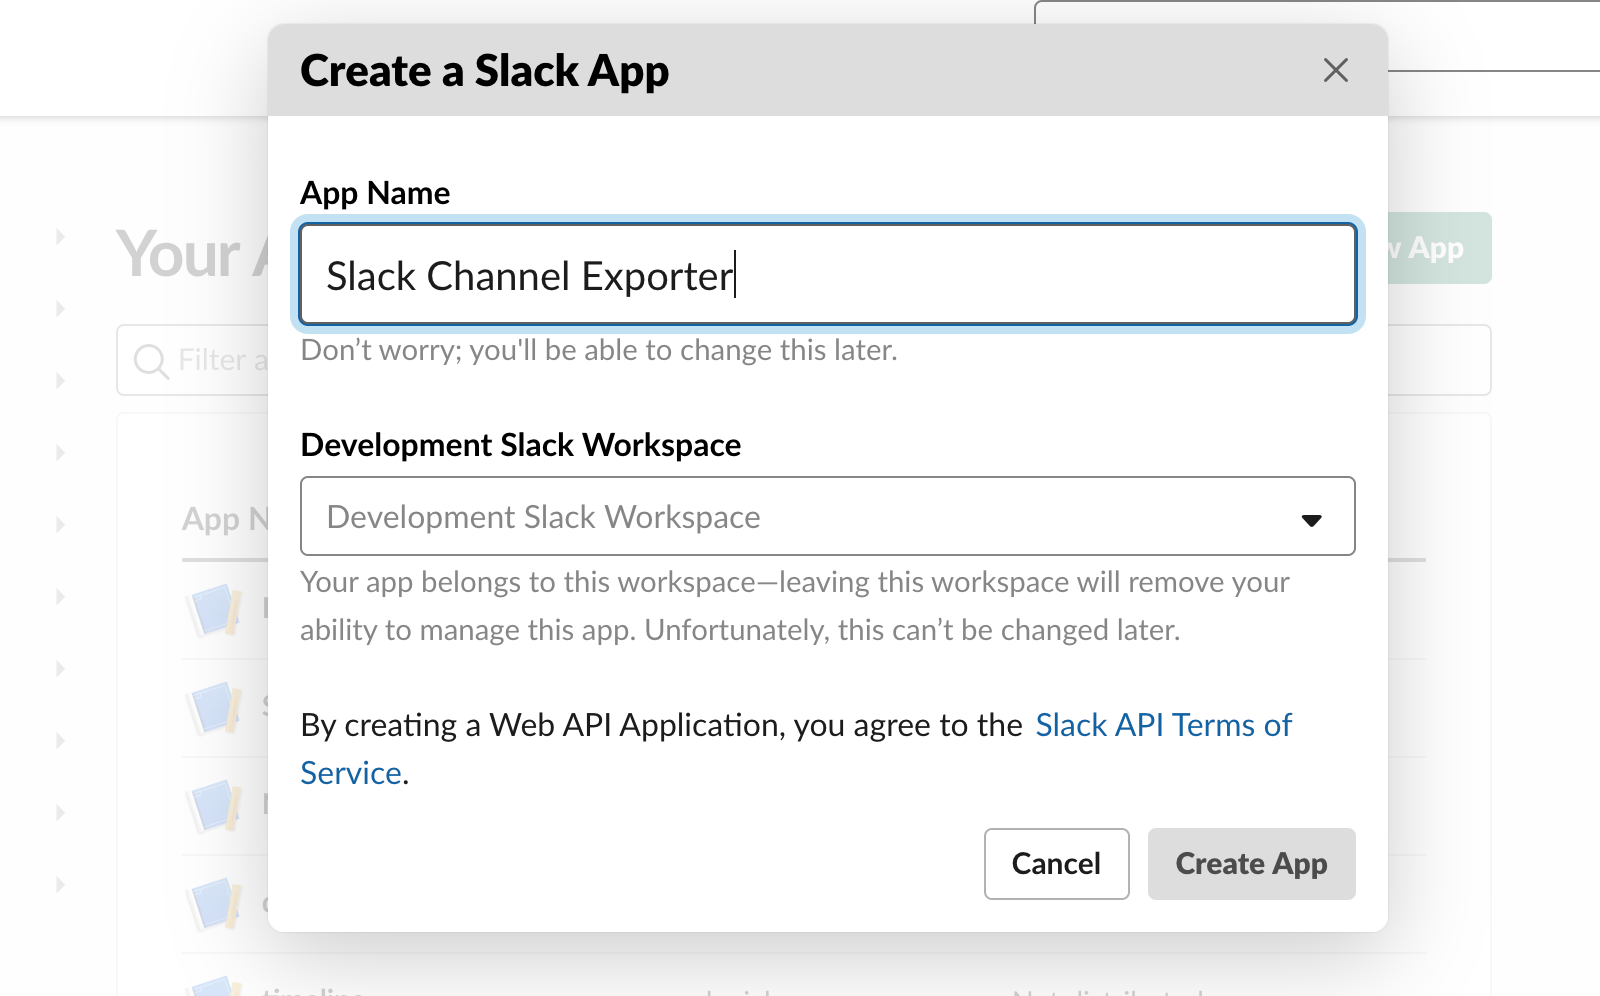 Create a Slack App
App Name
Your
w App
Slack Channel Exporter
Don’t worry; you'll be able to change this later.
Filter a
Development Slack Workspace
Development Slack Workspace
App N
Your app belongs to this workspace—leaving this workspace will remove your
ability to manage this app. Unfortunately, this can’t be changed later.
By creating a Web API Application, you agree to the Slack API Terms of
Service.
Cancel
Create App